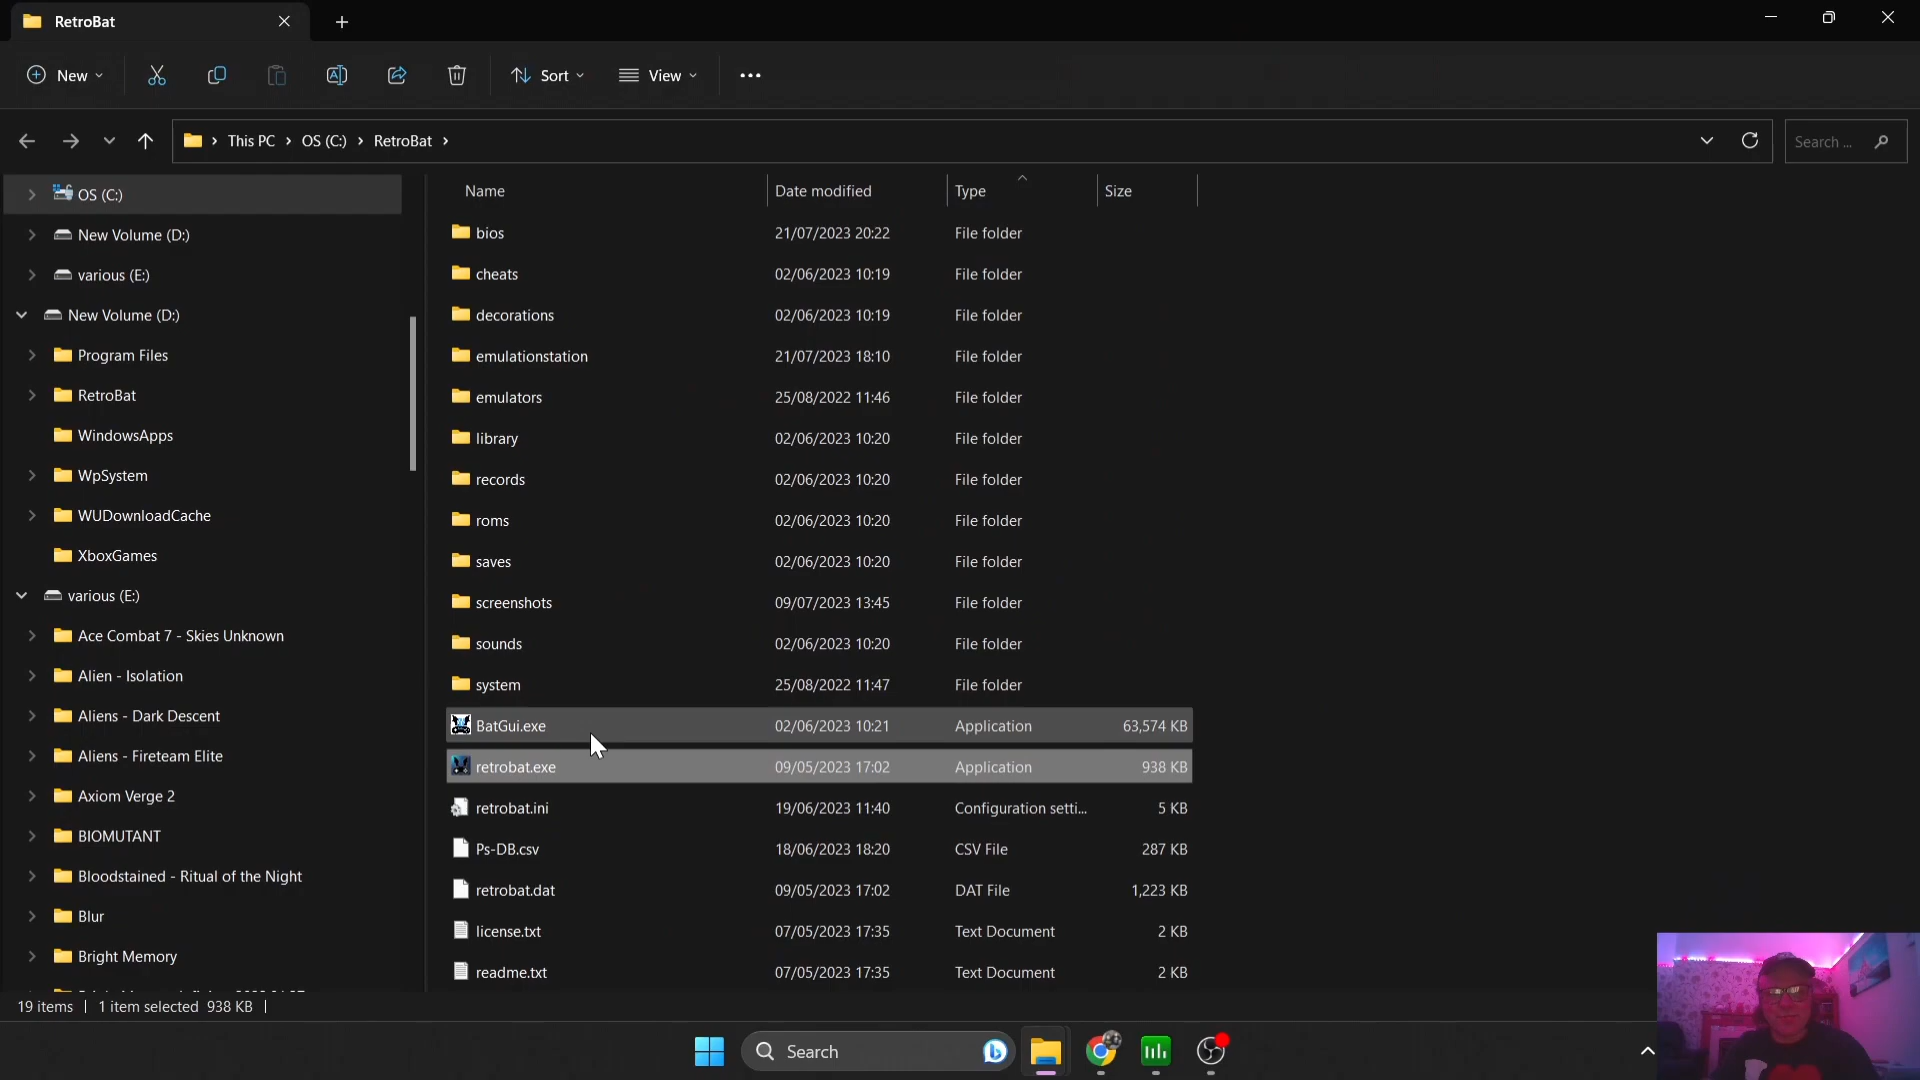 RetroBat
New
Sort
View
This PC > OS (C:) > RetroBat >
Search ...
OS (C:)
New Volume (D:)
various (E:)
New Volume (D:)
Program Files
RetroBat
WindowsApps
WpSystem
WUDownloadCache
XboxGames
various (E:)
Ace Combat 7 - Skies Unknown
Alien - Isolation
Aliens - Dark Descent
Aliens - Fireteam Elite
Axiom Verge 2
BIOMUTANT
Bloodstained - Ritual of the Night
Blur
Bright Memory
Name Date modified Type Size
bios 21/07/2023 20:22 File folder
cheats 02/06/2023 10:19 File folder
decorations 02/06/2023 10:19 File folder
emulationstation 21/07/2023 18:10 File folder
emulators 25/08/2022 11:46 File folder
library 02/06/2023 10:20 File folder
records 02/06/2023 10:20 File folder
roms 02/06/2023 10:20 File folder
saves 02/06/2023 10:20 File folder
screenshots 09/07/2023 13:45 File folder
sounds 02/06/2023 10:20 File folder
system 25/08/2022 11:47 File folder
BatGui.exe 02/06/2023 10:21 Application 63,574 KB
retrobat.exe 09/05/2023 17:02 Application 938 KB
retrobat.ini 19/06/2023 11:40 Configuration setti... 5 KB
Ps-DB.csv 18/06/2023 18:20 CSV File 287 KB
retrobat.dat 09/05/2023 17:02 DAT File 1,223 KB
license.txt 07/05/2023 17:35 Text Document 2 KB
readme.txt 07/05/2023 17:35 Text Document 2 KB
19 items | 1 item selected 938 KB |
Search